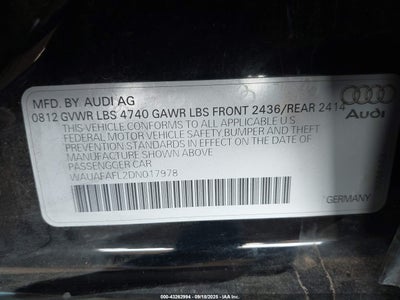 MFD. BY AUDI AG
0812 GVWR LBS 4740 GAWR LBS FRONT 2436/REAR 2414
THIS VEHICLE CONFORMS TO ALL APPLICABLE U.S
FEDERAL MOTOR VEHICLE SAFETY, BUMPER AND THEFT
PREVENTION STANDARDS IN EFFECT ON THE DATE OF
MANUFACTURE SHOWN ABOVE.
PASSENGER CAR
WAUAFAFL2DN017978
Audi
GERMANY
000-43262994 - 09/18/2025 - IAA Inc.